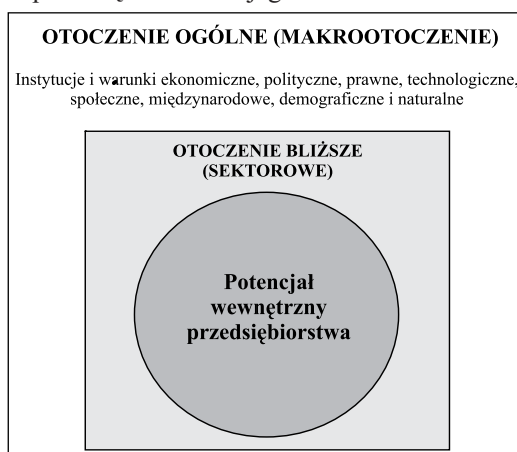 OTOCZENIE OGÓLNE (MAKROOTOCZENIE)
Instytucje i warunki ekonomiczne, polityczne, prawne, technologiczne,
społeczne, międzynarodowe, demograficzne i naturalne
OTOCZENIE BLIŻSZE
(SEKTOROWE)
Potencjał
wewnętrzny
przedsiębiorstwa